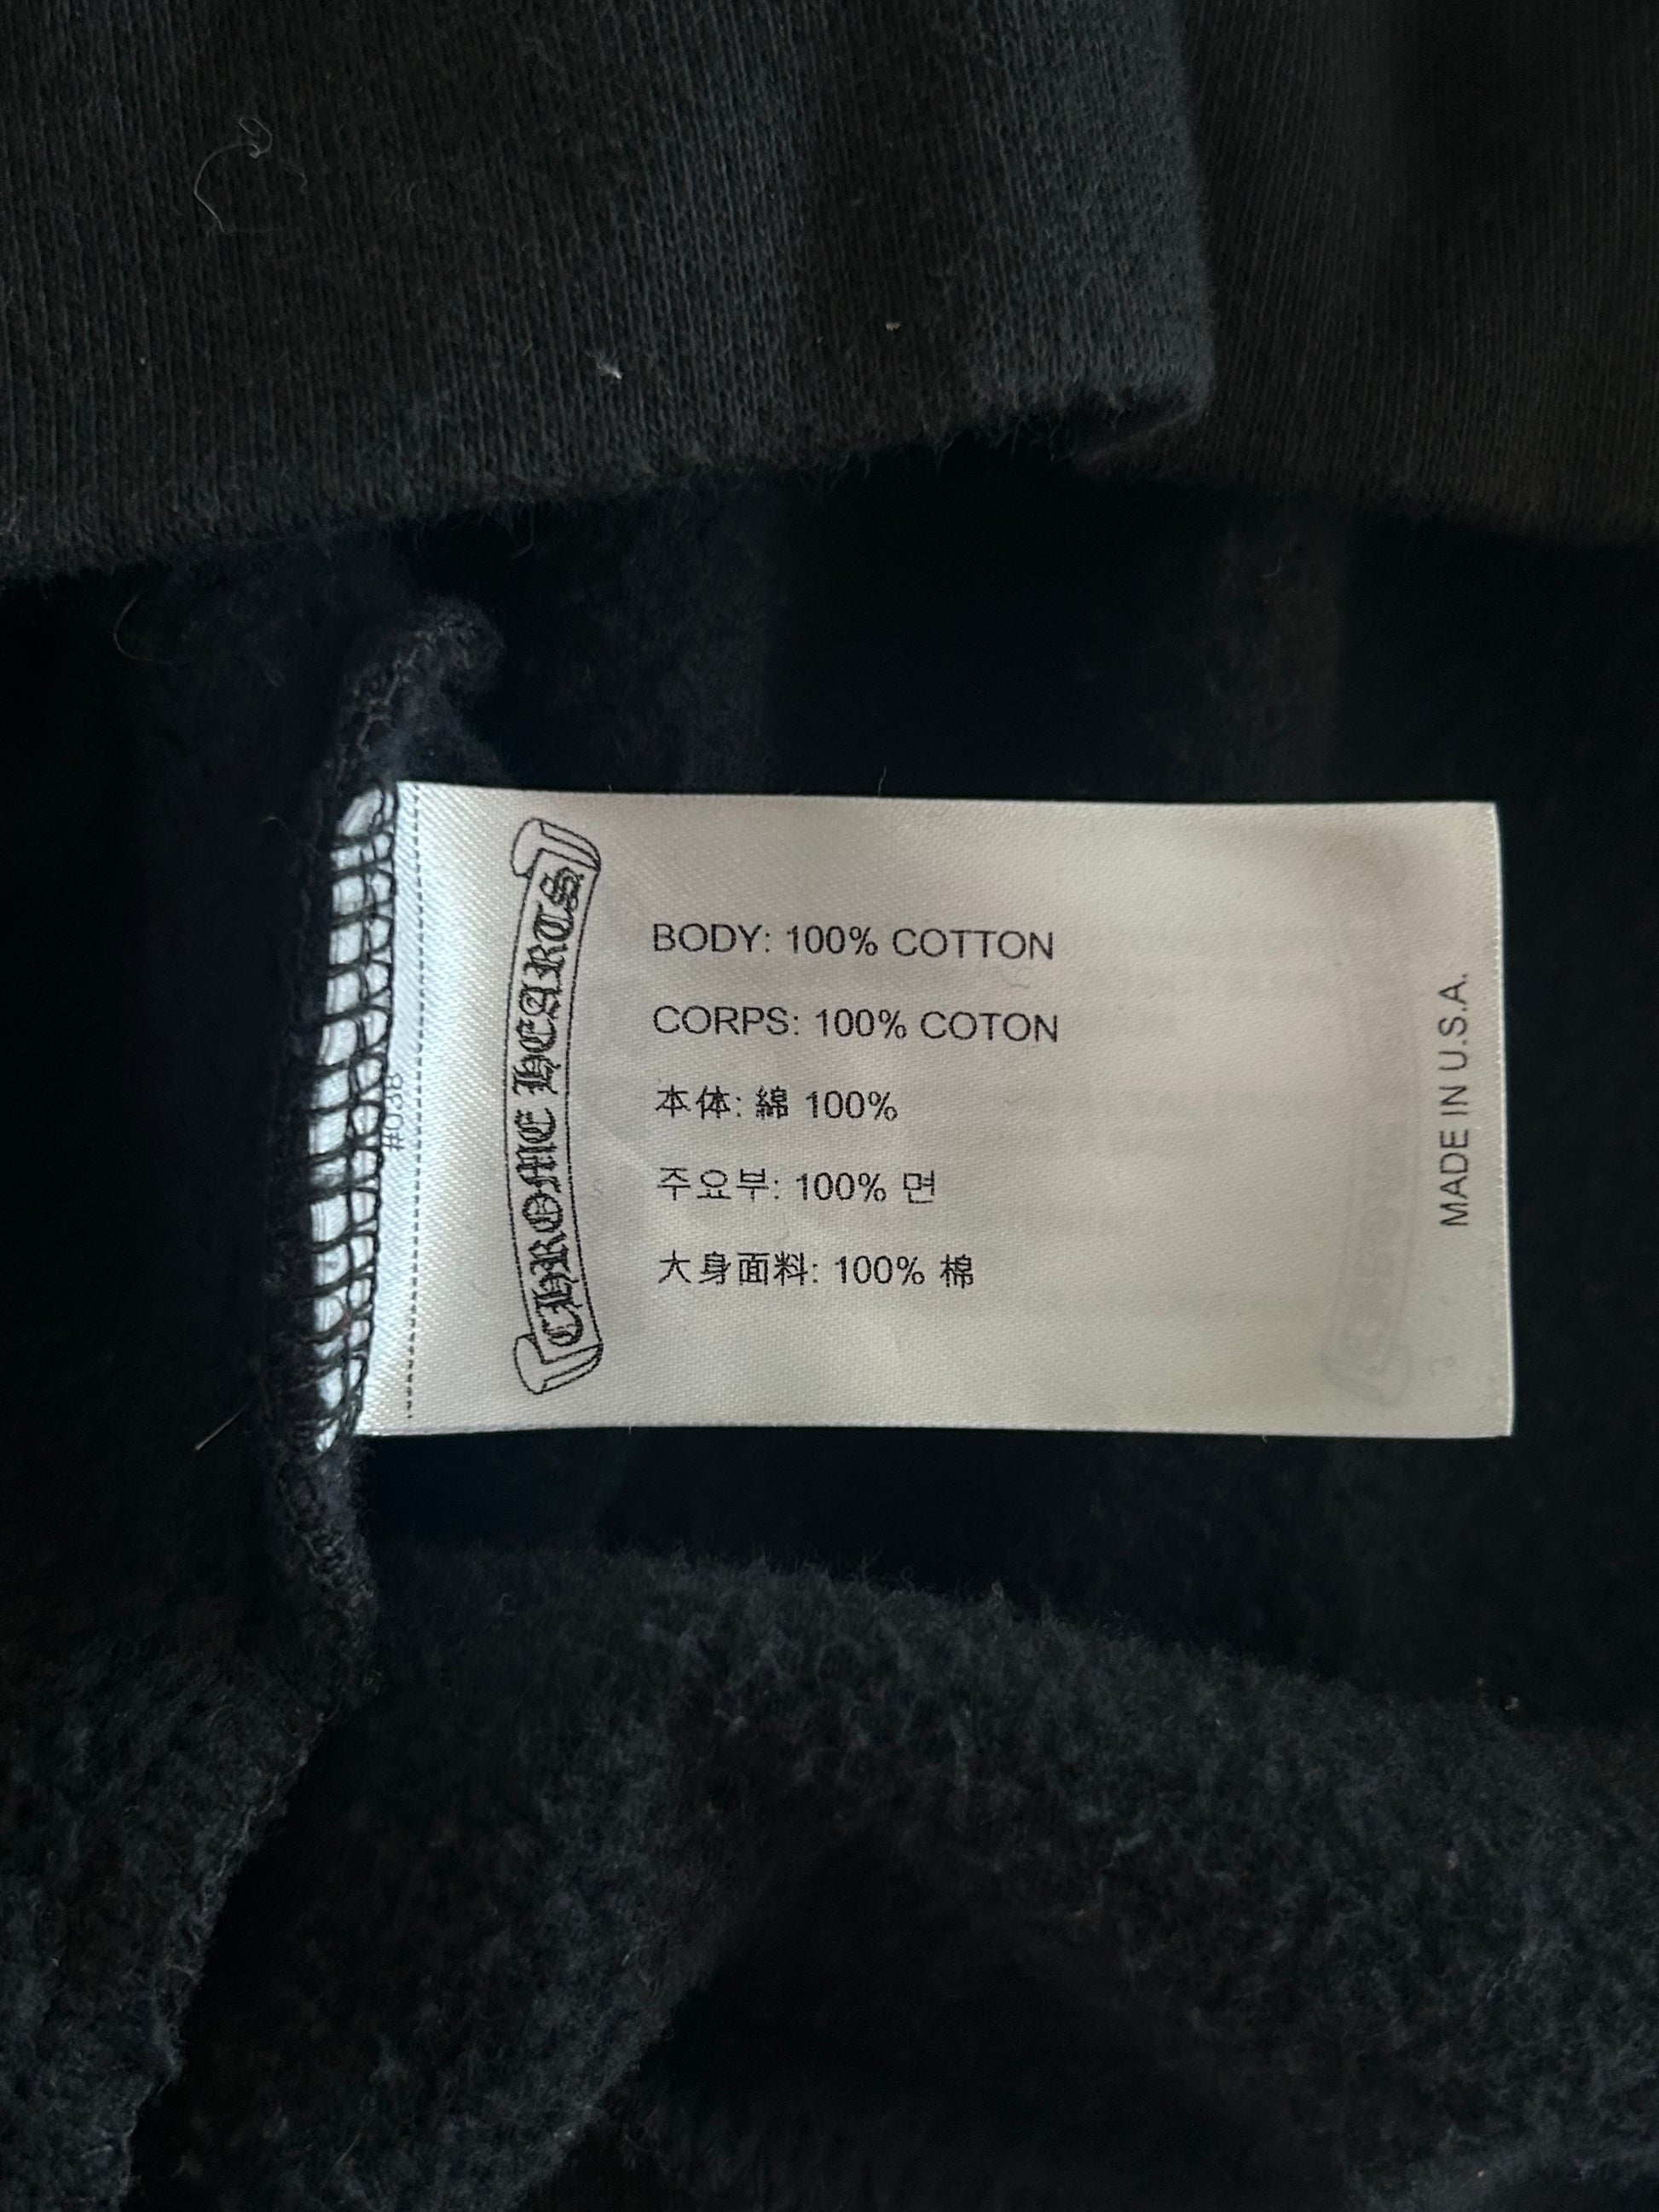 #038
CHROME HEARTS
BODY: 100% COTTON
CORPS: 100% COTON
本体: 綿 100%
주요부: 100% 면
大身面料: 100% 棉
MADE IN U.S.A.